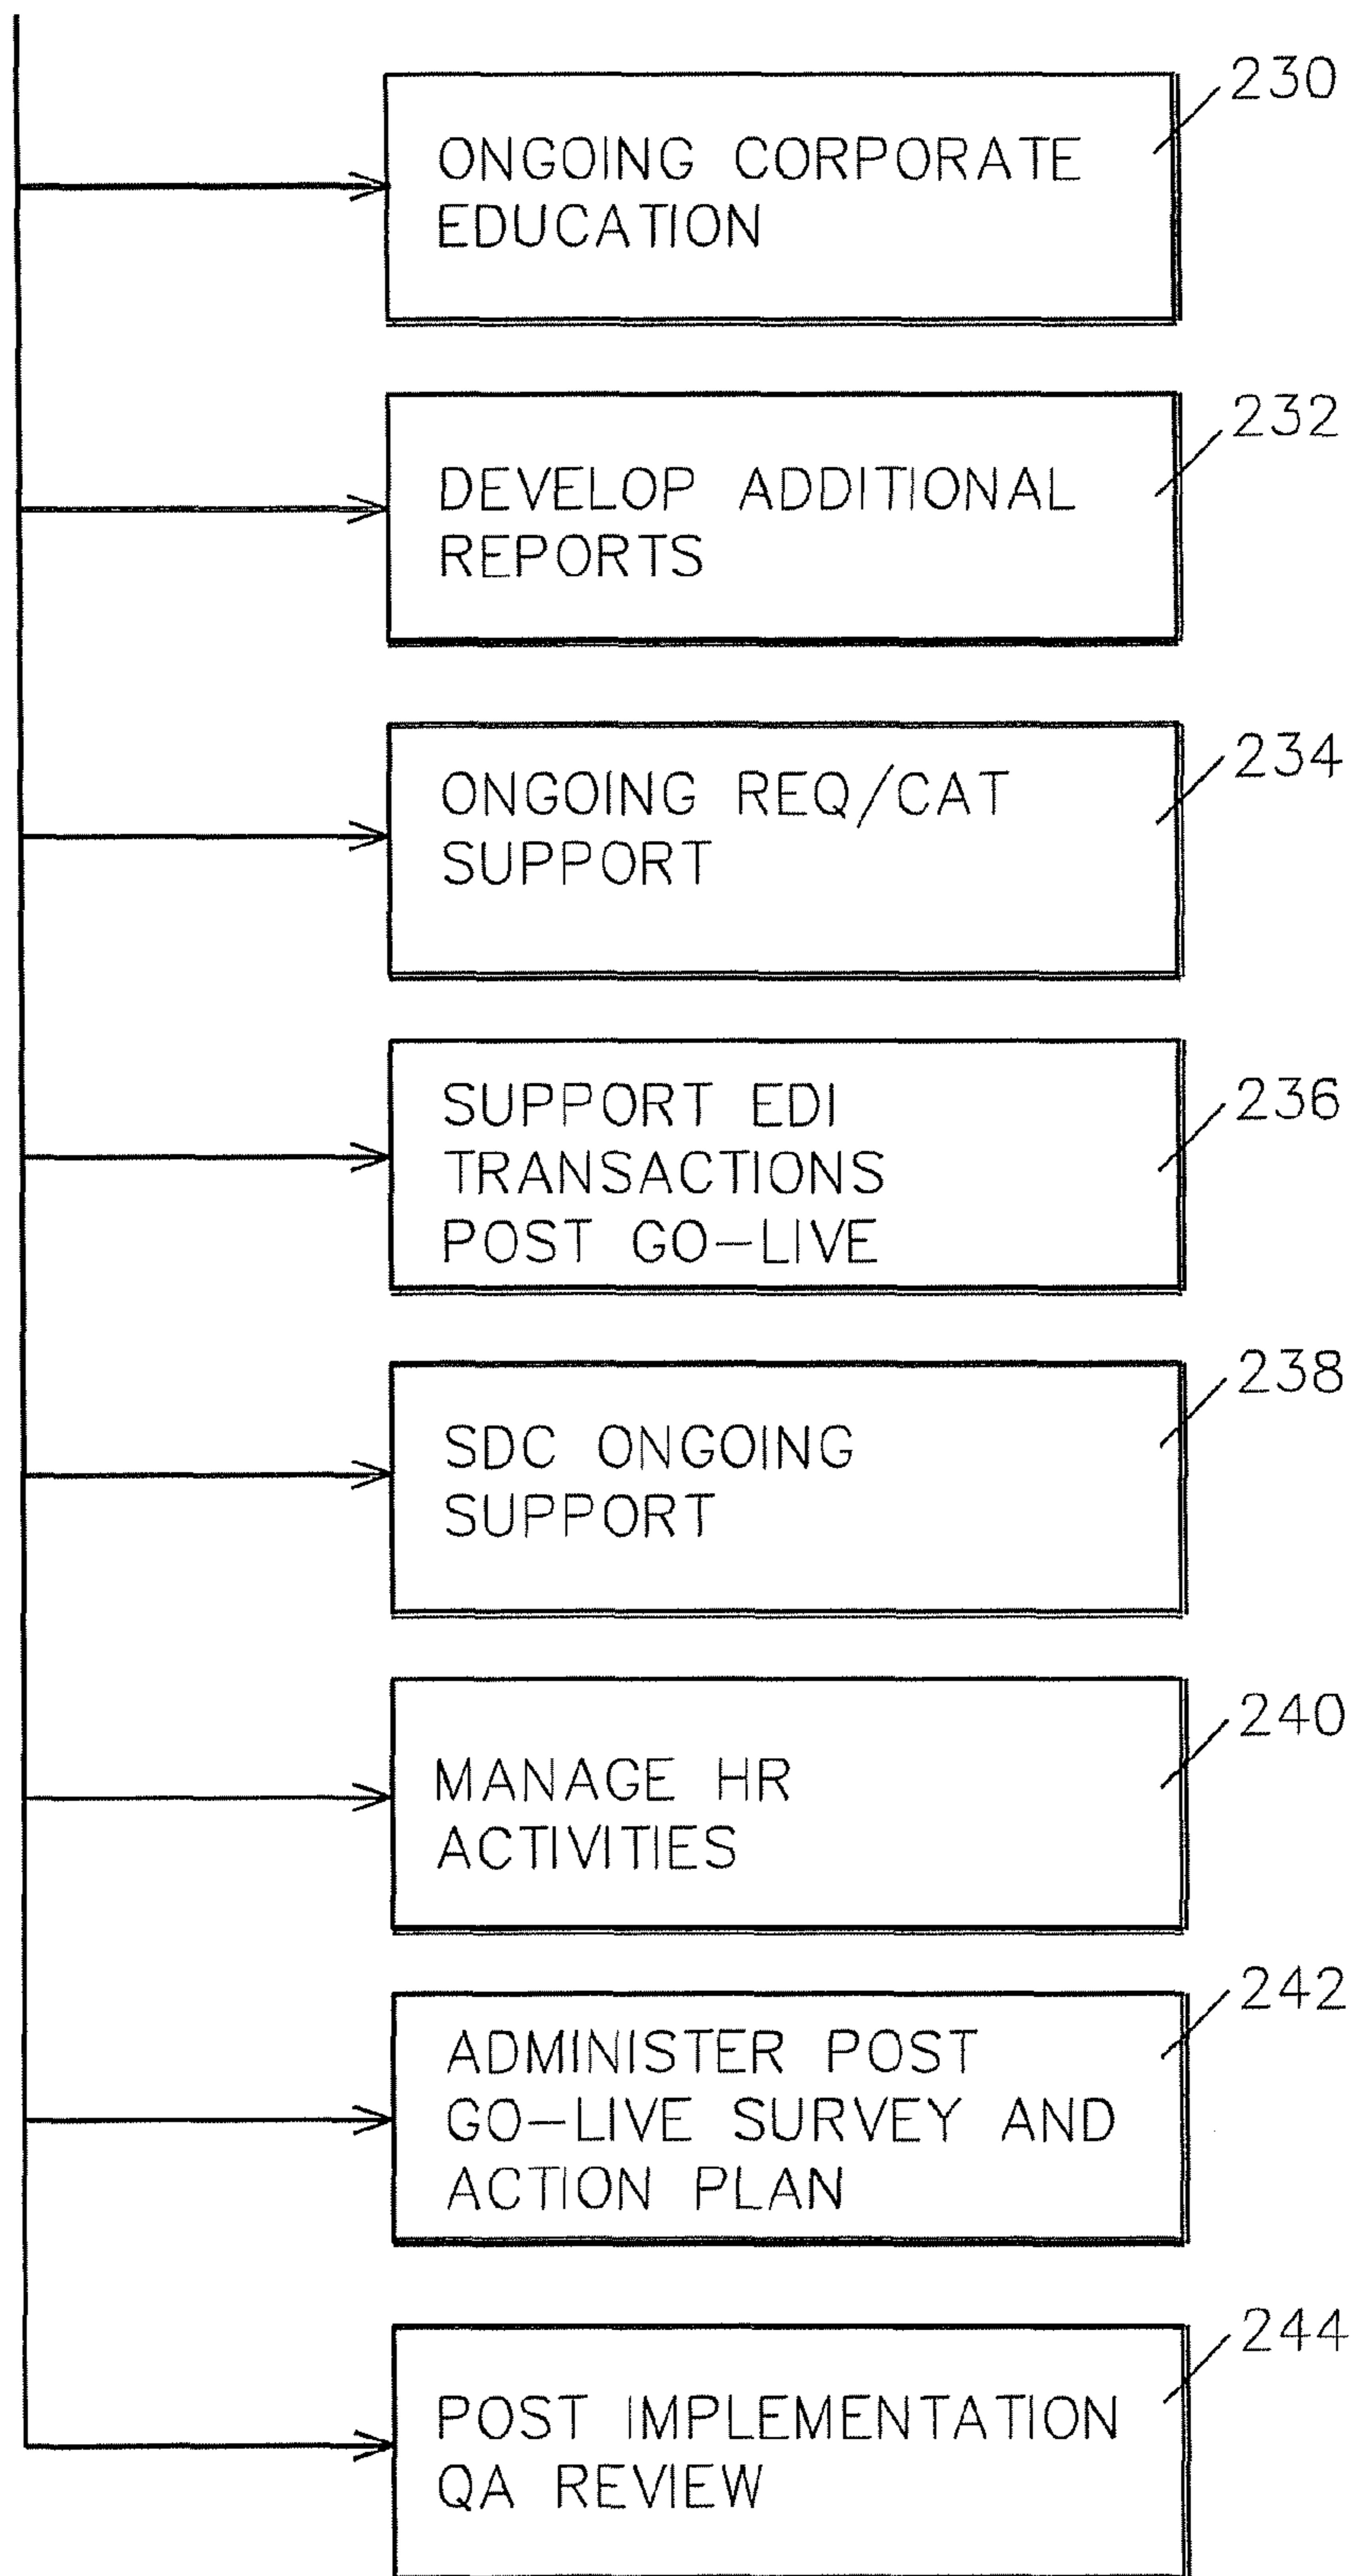 230
ONGOING CORPORATE
EDUCATION
232
DEVELOP ADDITIONAL
REPORTS
234
ONGOING REQ/CAT
SUPPORT
236
SUPPORT EDI
TRANSACTIONS
POST GO-LIVE
238
SDC ONGOING
SUPPORT
240
MANAGE HR
ACTIVITIES
242
ADMINISTER POST
GO-LIVE SURVEY AND
ACTION PLAN
244
POST IMPLEMENTATION
QA REVIEW